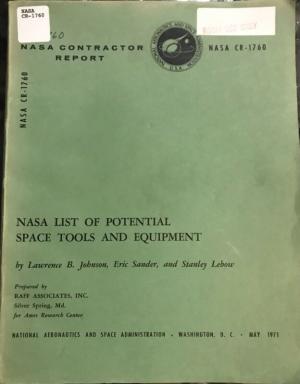 NASA
CR-1760
NASA CONTRACTOR
REPORT
NASA CR-1760
NASA CR-1760
NASA LIST OF POTENTIAL
SPACE TOOLS AND EQUIPMENT
by Lawrence B. Johnson, Eric Sander, and Stanley Lebow
Prepared by
RAFF ASSOCIATES, INC.
Silver Spring, Md.
for Ames Research Center
NATIONAL AERONAUTICS AND SPACE ADMINISTRATION • WASHINGTON, D. C. • MAY 1971